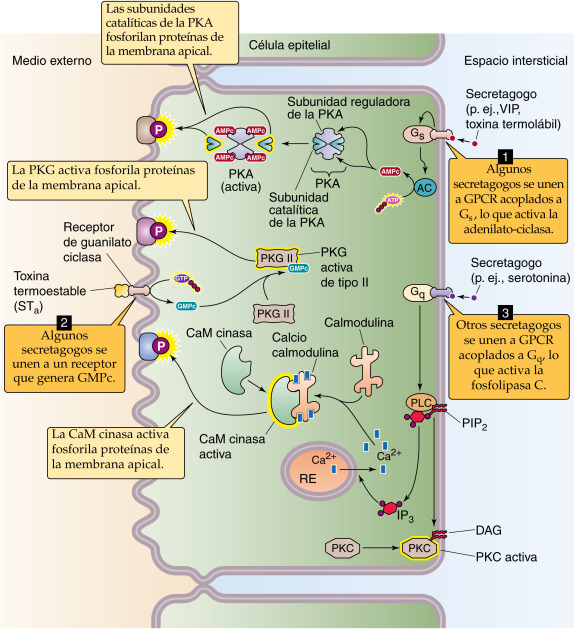 Las subunidades
catalíticas de la PKA
fosforilan proteínas de
la membrana apical.
Célula epitelial
Medio externo
Espacio intersticial
Subunidad reguladora
de la PKA
Secretagogo
(p. ej.,VIP,
toxina termolábil)
P
AMPc
AMPc
AMPc
AMPc
PKA
(activa)
PKA
Subunidad
catalítica
de la PKA
Gs
AMPc
AC
ATP
1
Algunos
secretagogos se unen
a GPCR acoplados a
Gs, lo que activa la
adenilato-ciclasa.
La PKG activa fosforila proteínas
de la membrana apical.
Receptor
de guanilato
ciclasa
P
PKG II
GMPc
PKG
activa
de tipo II
Toxina
termoestable
(STa)
GTP
GMPc
PKG II
Secretagogo
(p. ej., serotonina)
Gq
2
Algunos
secretagogos se
unen a un receptor
que genera GMPc.
3
Otros secretagogos
se unen a GPCR
acoplados a Gq, lo
que activa la
fosfolipasa C.
P
CaM cinasa
Calmodulina
Calcio
calmodulina
PLC
PIP2
La CaM cinasa activa
fosforila proteínas de
la membrana apical.
CaM cinasa
activa
Ca2+
Ca2+
RE
IP3
DAG
PKC
PKC
PKC activa